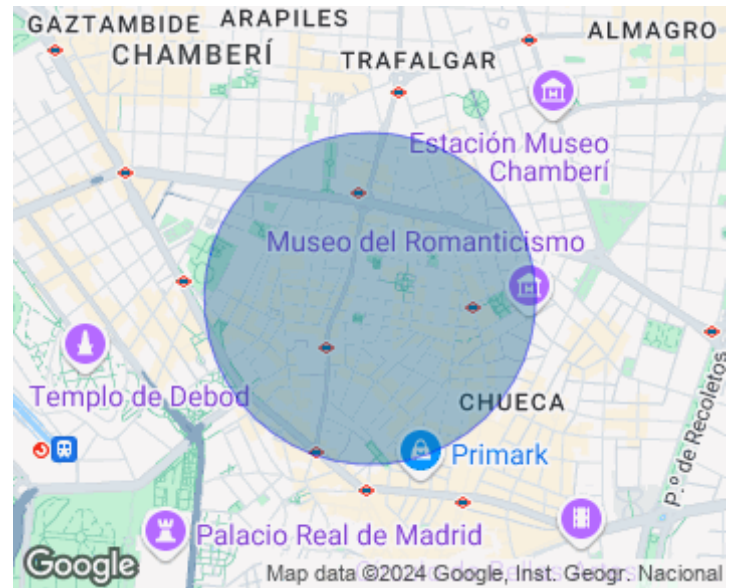 GAZTAMBIDE
ARAPILES
ALMAGRO
CHAMBERÍ
TRAFALGAR
Estación Museo
Chamberí
Museo del Romanticismo
Templo de Debod
CHUECA
P.º de Recoletos
Primark
Palacio Real de Madrid
Google
Map data ©2024 Google, Inst. Geogr. Nacional